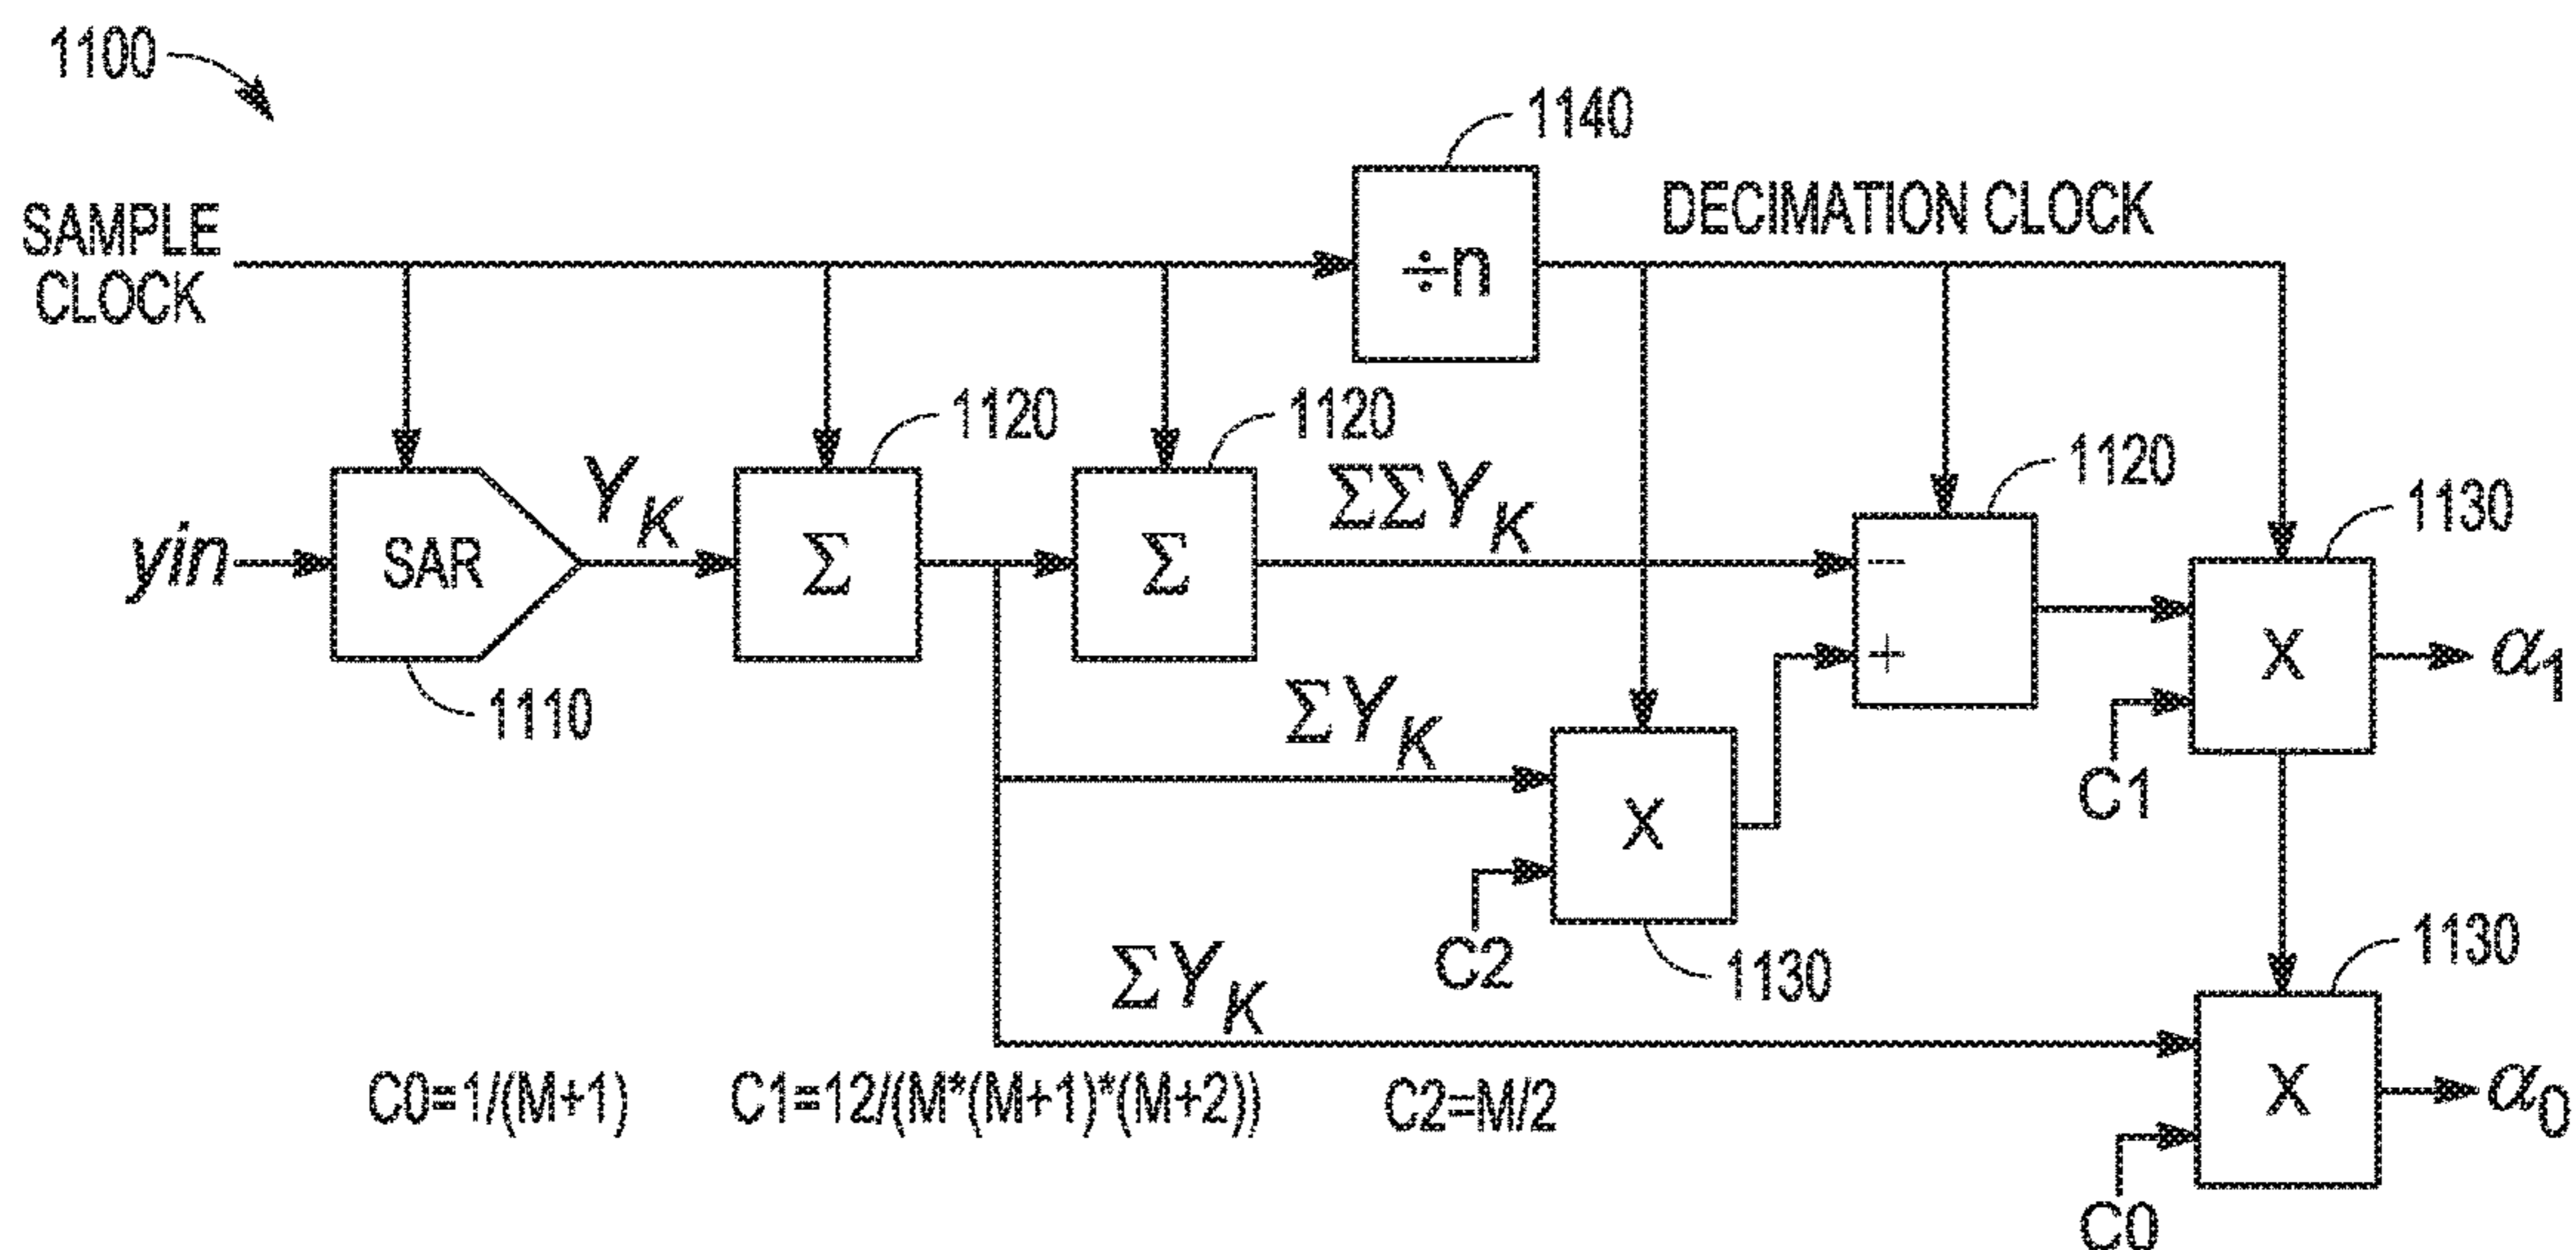 1100
1140
SAMPLE
CLOCK
÷n
DECIMATION CLOCK
1120
1120
1120
1130
yin
SAR
Y_K
Σ
Σ
ΣΣY_K
-
+
X
α_1
1110
ΣY_K
X
C1
C2
1130
1130
ΣY_K
X
α_0
C0=1/(M+1)
C1=12/(M*(M+1)*(M+2))
C2=M/2
C0